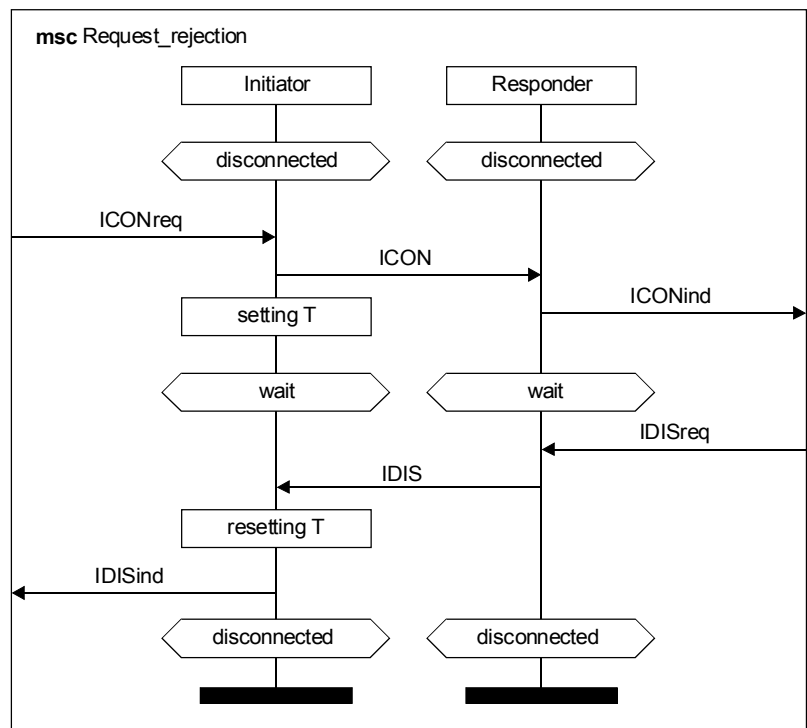 msc Request_rejection
Initiator
Responder
disconnected
disconnected
ICONreq
ICON
ICONind
setting T
wait
wait
IDISreq
IDIS
resetting T
IDISind
disconnected
disconnected